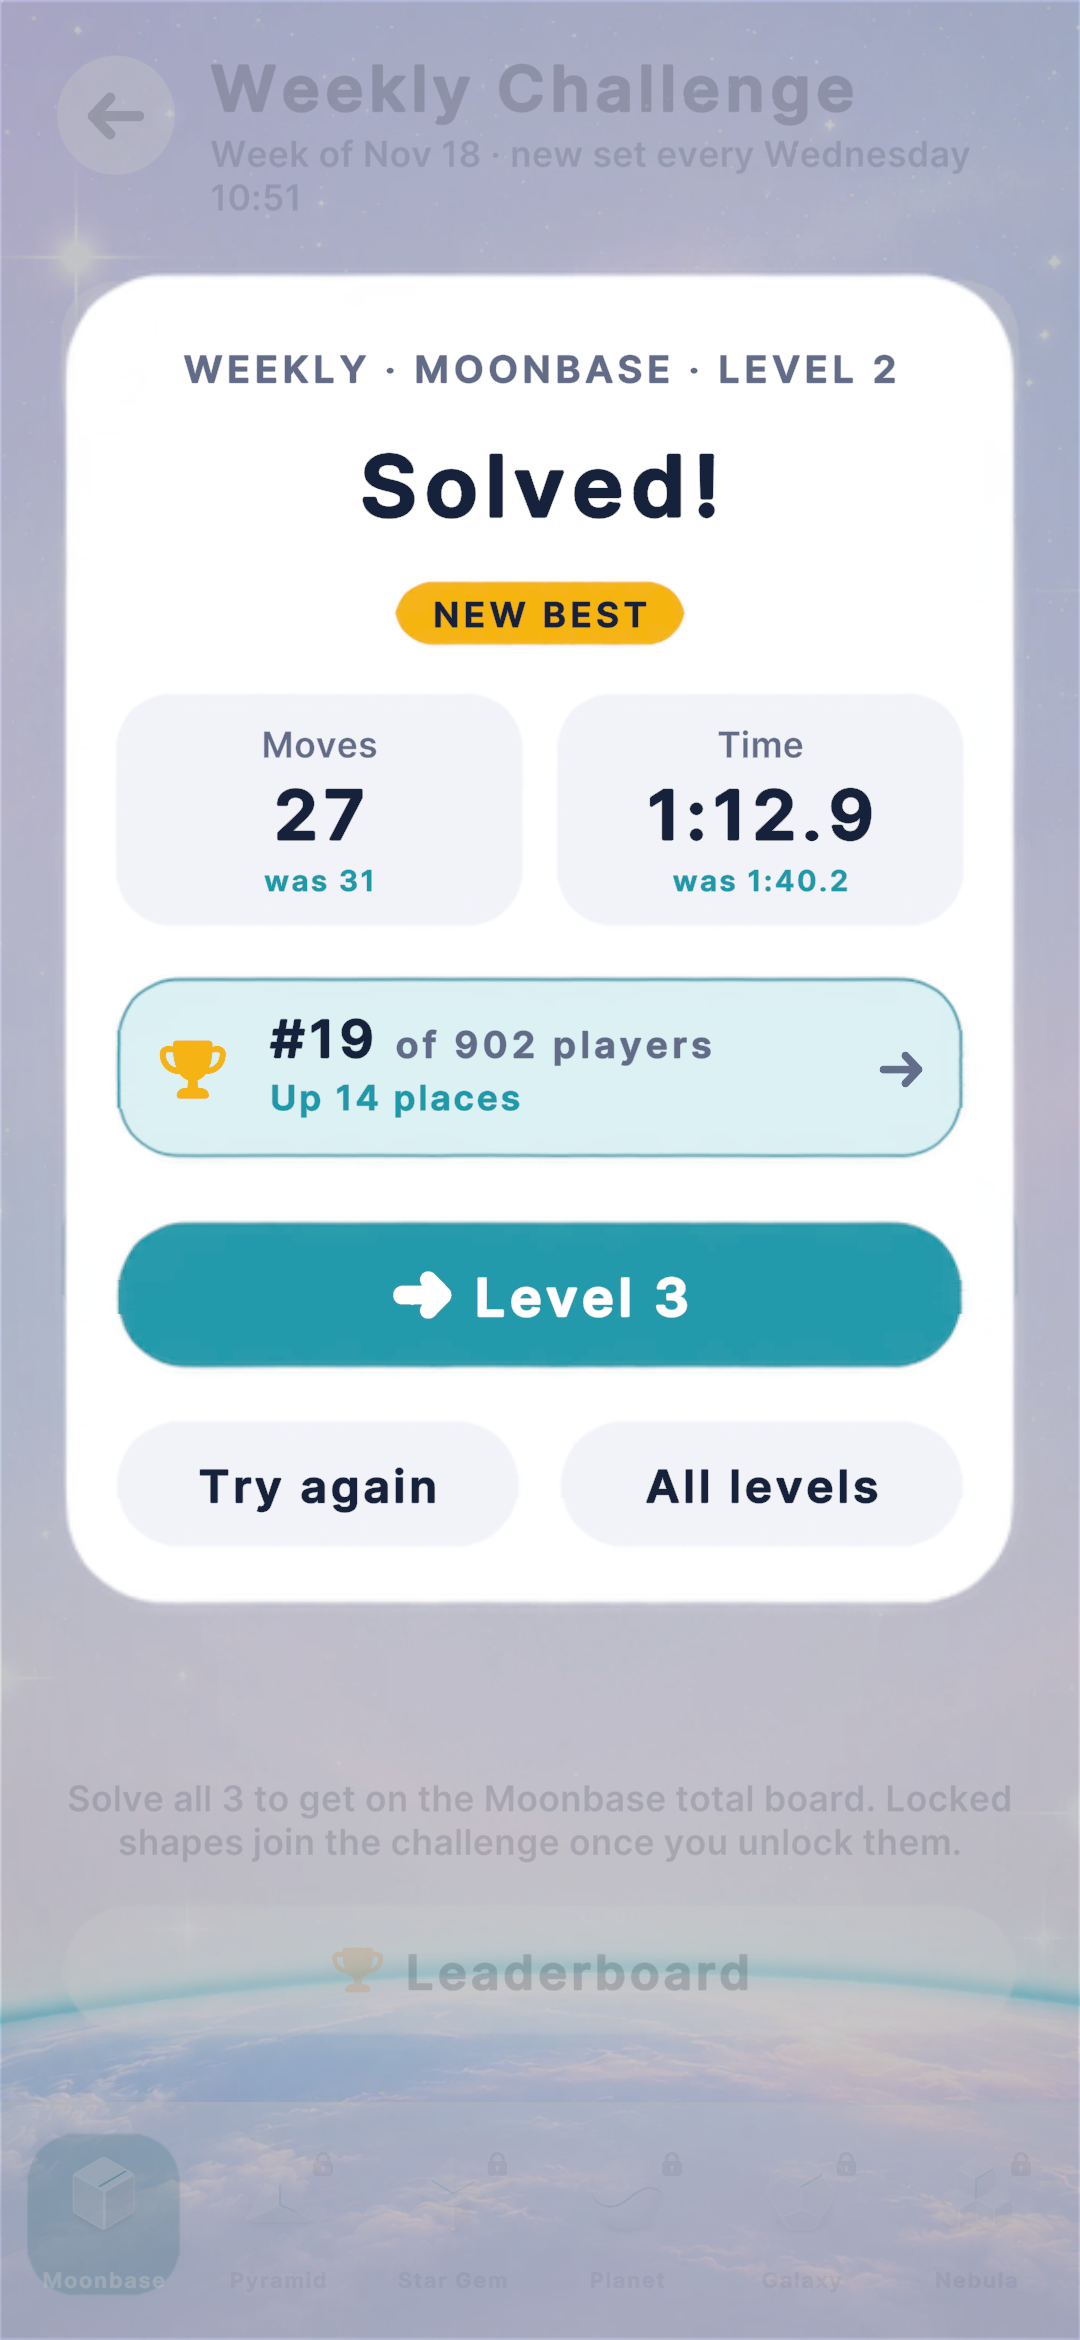 Weekly Challenge
Week of Nov 18 · new set every Wednesday
10:51
WEEKLY · MOONBASE · LEVEL 2
Solved!
NEW BEST
Moves
27
was 31
Time
1:12.9
was 1:40.2
#19 of 902 players
Up 14 places
Level 3
Try again
All levels
Solve all 3 to get on the Moonbase total board. Locked
shapes join the challenge once you unlock them.
Leaderboard
Moonbase
Pyramid
Star Gem
Planet
Galaxy
Nebula